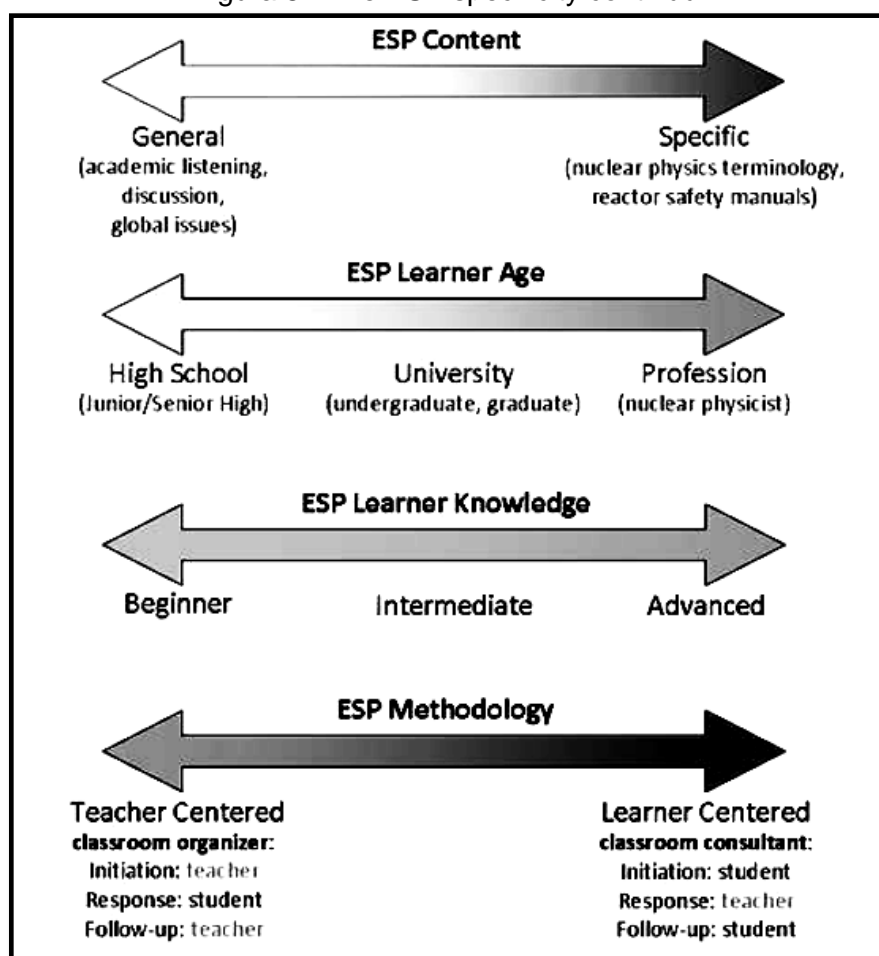 ESP Content
General
Specific
(academic listening,
discussion,
global issues)
(nuclear physics terminology,
reactor safety manuals)
ESP Learner Age
High School
University
Profession
(Junior/Senior High)
(undergraduate, graduate)
(nuclear physicist)
ESP Learner Knowledge
Beginner
Intermediate
Advanced
ESP Methodology
Teacher Centered
classroom organizer:
Initiation: teacher
Response: student
Follow-up: teacher
Learner Centered
classroom consultant:
Initiation: student
Response: teacher
Follow-up: student